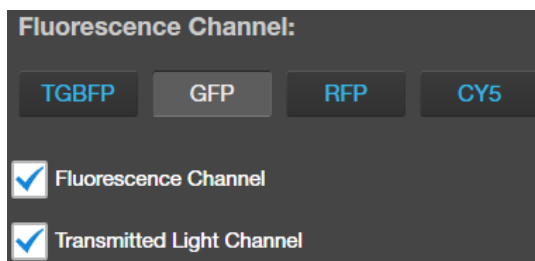 Fluorescence Channel:
TGBFP GFP RFP CY5
Fluorescence Channel
Transmitted Light Channel